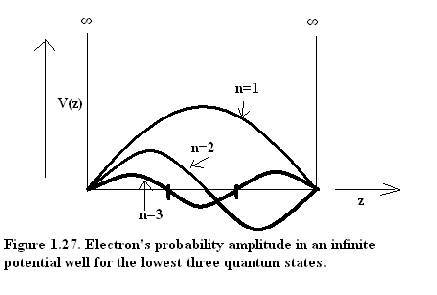 ∞ ∞
n=1
V(z)
n=2
n=3
z
Figure 1.27. Electron's probability amplitude in an infinite
potential well for the lowest three quantum states.